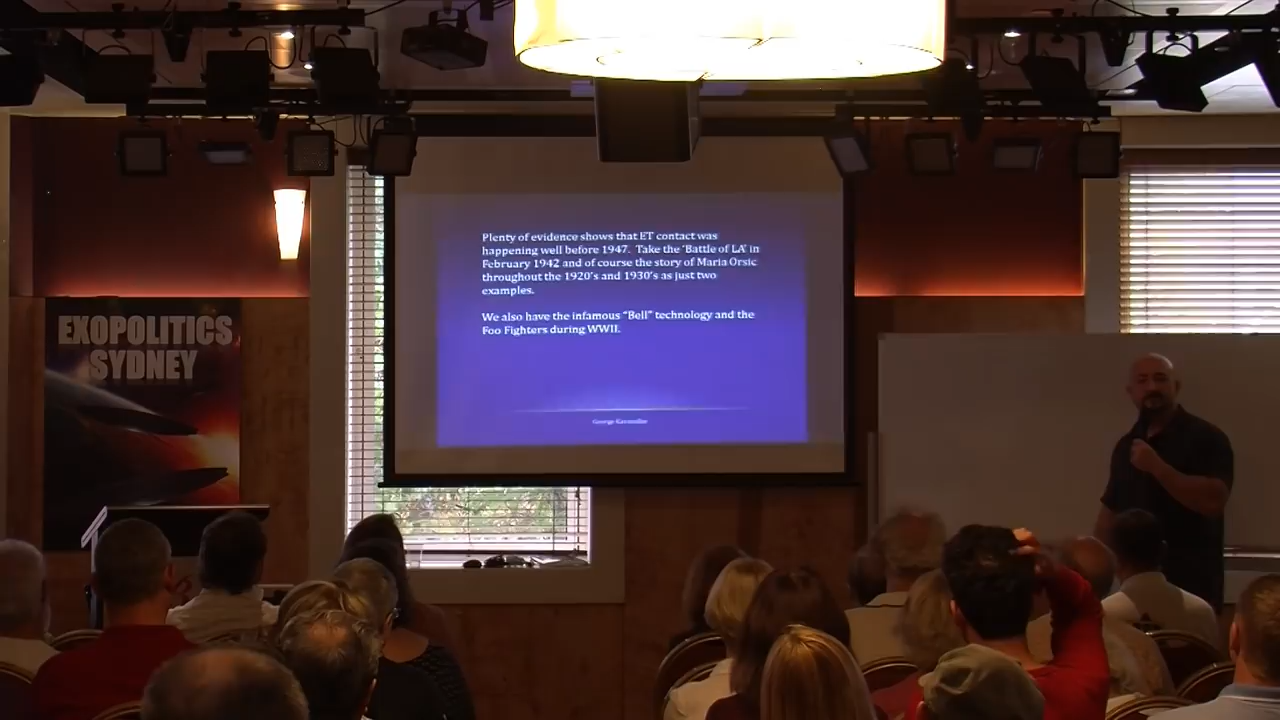 EXOPOLITICS
SYDNEY
Plenty of evidence shows that ET contact was
happening well before 1947. Take the 'Battle of LA' in
February 1942 and of course the story of Maria Orsic
throughout the 1920's and 1930's as just two
examples.
We also have the infamous "Bell" technology and the
Foo Fighters during WWII.
George